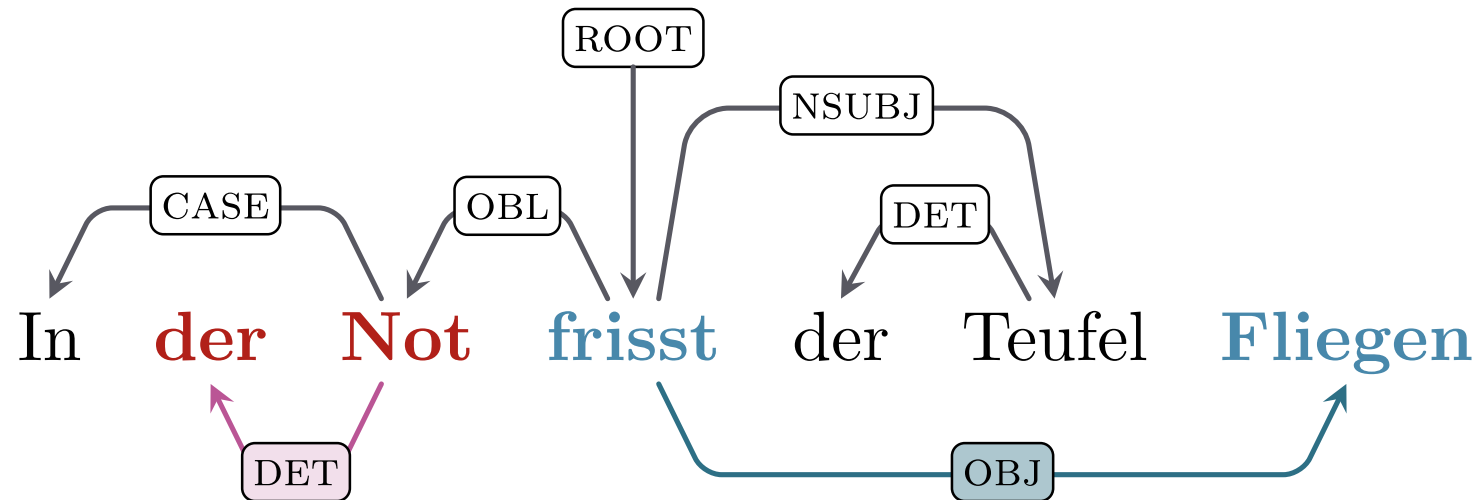 ROOT
NSUBJ
CASE OBL DET
In der Not frisst der Teufel Fliegen
DET OBJ